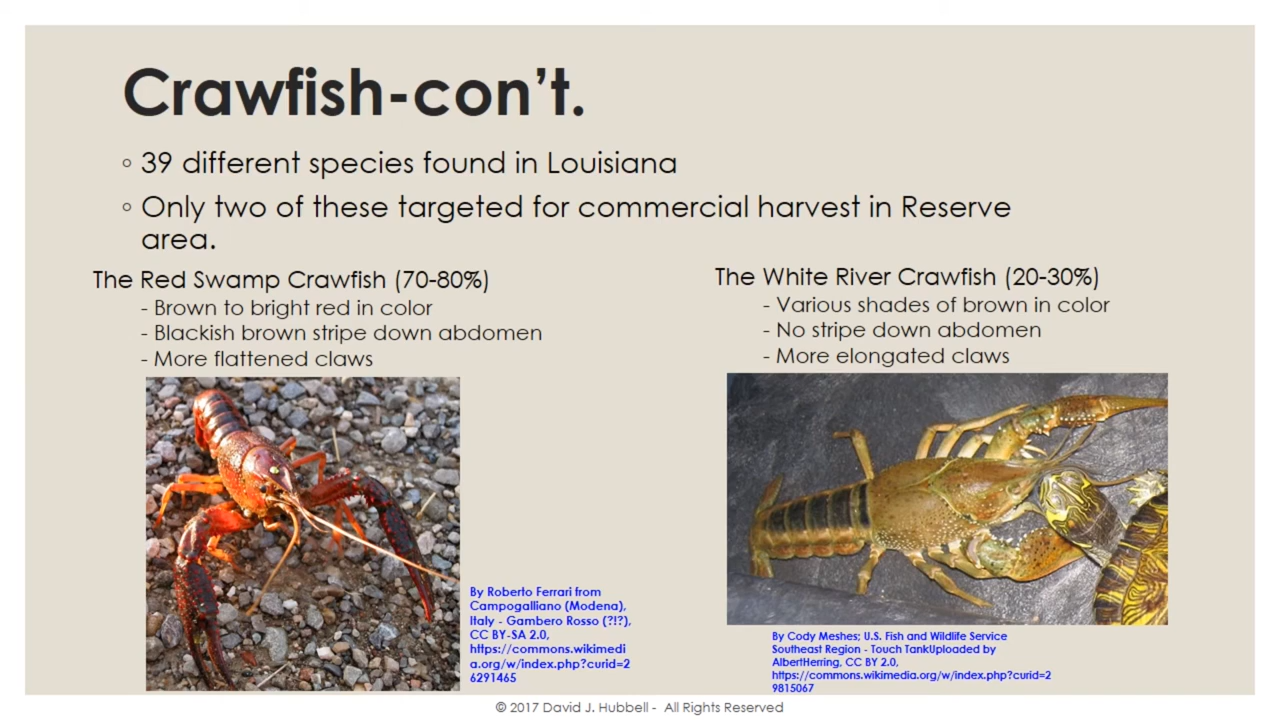 Crawfish-con’t.
◦ 39 different species found in Louisiana
◦ Only two of these targeted for commercial harvest in Reserve
area.
The Red Swamp Crawfish (70-80%)
- Brown to bright red in color
- Blackish brown stripe down abdomen
- More flattened claws
By Roberto Ferrari from
Campogalliano (Modena),
Italy - Gambero Rosso (?!?),
CC BY-SA 2.0,
https://commons.wikimedi
a.org/w/index.php?curid=2
6291465
The White River Crawfish (20-30%)
- Various shades of brown in color
- No stripe down abdomen
- More elongated claws
By Cody Meshes; U.S. Fish and Wildlife Service
Southeast Region - Touch TankUploaded by
AlbertHerring, CC BY 2.0,
https://commons.wikimedia.org/w/index.php?curid=2
9815067
© 2017 David J. Hubbell - All Rights Reserved